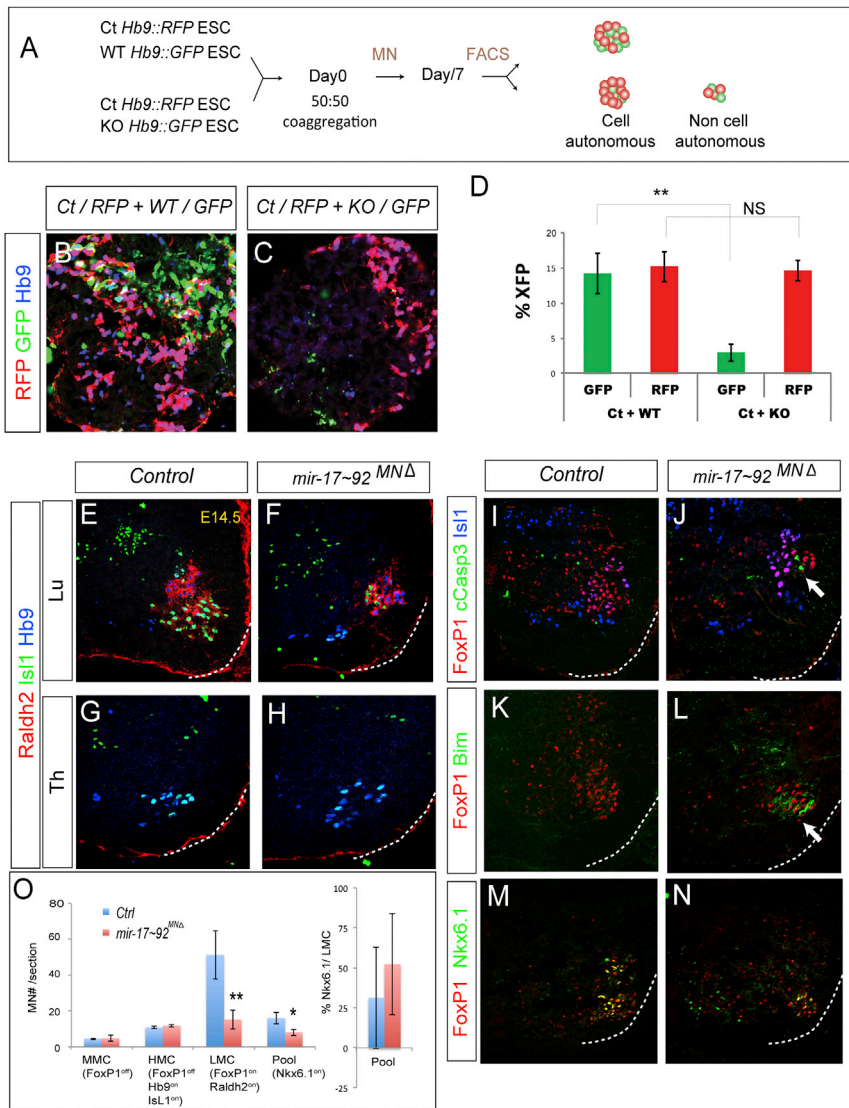 A
Ct Hb9::RFP ESC
WT Hb9::GFP ESC
Ct Hb9::RFP ESC
KO Hb9::GFP ESC
Day0
50:50
coaggregation
MN
Day/7
FACS
Cell
autonomous
Non cell
autonomous
Ct / RFP + WT / GFP
Ct / RFP + KO / GFP
RFP GFP Hb9
B
C
D
**
NS
% XFP
20
15
10
5
0
GFP
RFP
GFP
RFP
Ct + WT
Ct + KO
Control
mir-17~92 MNΔ
Raldh2 Isl1 Hb9
Lu
Th
E
E14.5
F
G
H
Control
mir-17~92 MNΔ
FoxP1 cCasp3 Isl1
I
J
FoxP1 Bim
K
L
FoxP1 Nkx6.1
M
N
O
MN# /section
80
60
40
20
0
Ctrl
mir-17~92 MNΔ
**
*
MMC
(FoxP1off)
HMC
(FoxP1off
Hb9on
IsL1on)
LMC
(FoxP1on
Raldh2on)
Pool
(Nkx6.1on)
% Nkx6.1/ LMC
100
75
50
25
0
-25
Pool